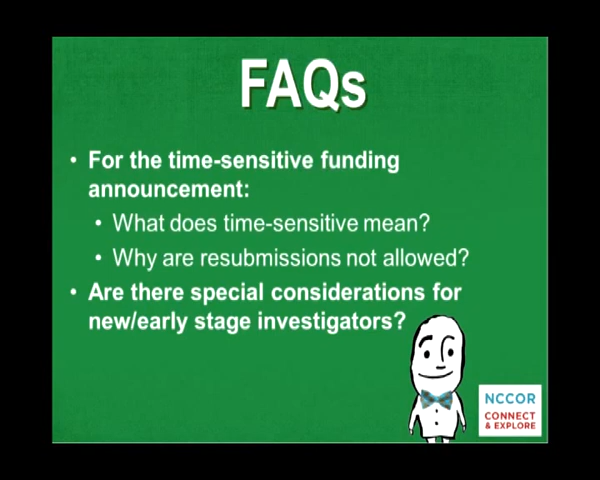 FAQs
• For the time-sensitive funding
announcement:
• What does time-sensitive mean?
• Why are resubmissions not allowed?
• Are there special considerations for
new/early stage investigators?
NCCOR
CONNECT
& EXPLORE